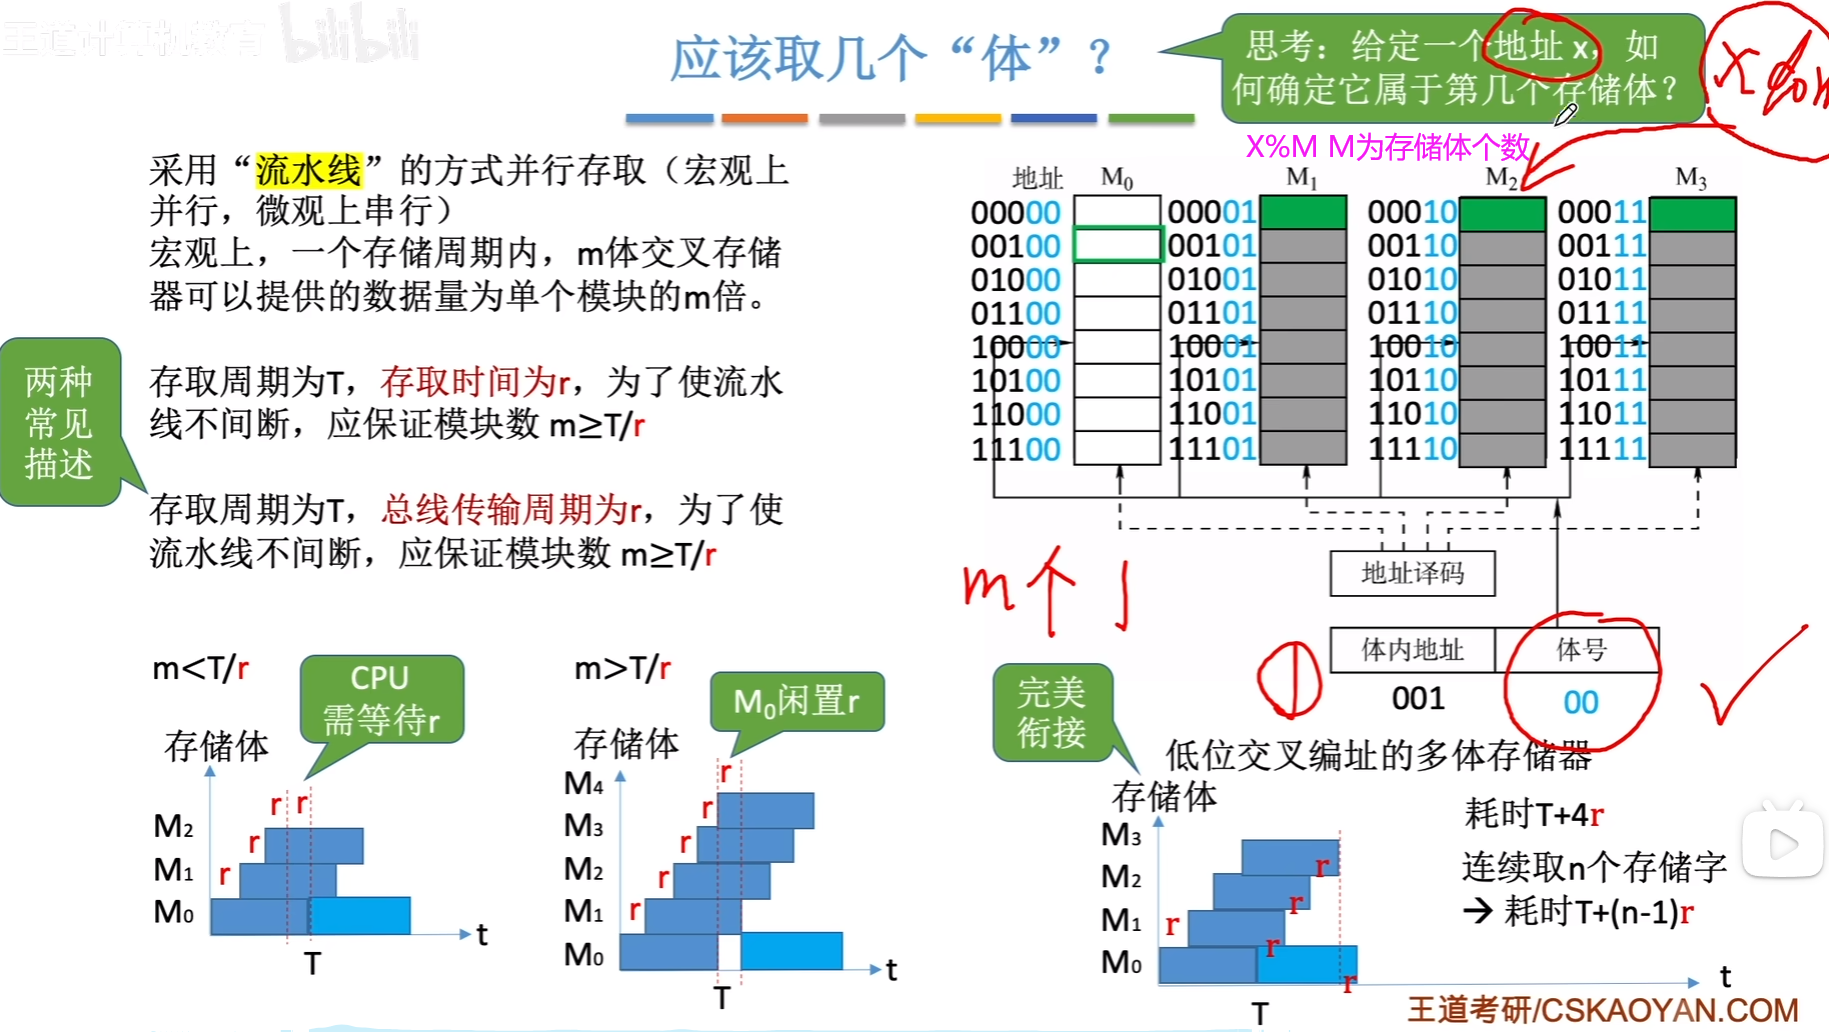 王道计算机教育 bilibili
应该取几个“体”？
思考：给定一个地址 x，如
何确定它属于第几个存储体？
X%M M为存储体个数
采用“流水线”的方式并行存取（宏观上
并行，微观上串行）
宏观上，一个存储周期内，m体交叉存储
器可以提供的数据量为单个模块的m倍。
两种
常见
描述
存取周期为T，存取时间为r，为了使流水
线不间断，应保证模块数 m≥T/r
存取周期为T，总线传输周期为r，为了使
流水线不间断，应保证模块数 m≥T/r
地址 M0 M1 M2 M3
00000 00001 00010 00011
00100 00101 00110 00111
01000 01001 01010 01011
01100 01101 01110 01111
10000 10001 10010 10011
10100 10101 10110 10111
11000 11001 11010 11011
11100 11101 11110 11111
地址译码
体内地址 体号
001 00
低位交叉编址的多体存储器
m↑
m<T/r
CPU
需等待r
存储体
r r
M2 r
M1 r
M0
t
T
m>T/r
M0闲置r
存储体
r
M4 r
M3 r
M2 r
M1 r
M0
t
T
完美
衔接
存储体
M3 r
M2 r
M1 r r
M0 r
t
T
耗时T+4r
连续取n个存储字
→ 耗时T+(n-1)r
王道考研/CSKAOYAN.COM